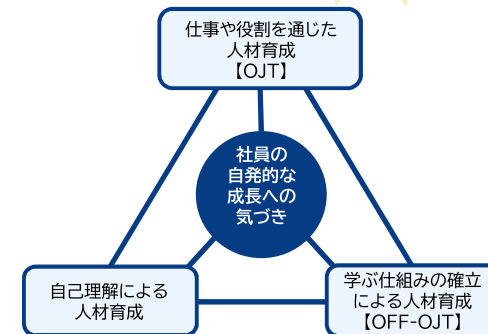 仕事や役割を通じた
人材育成
【OJT】
社員の
自発的な
成長への
気づき
自己理解による
人材育成
学ぶ仕組みの確立
による人材育成
【OFF-OJT】